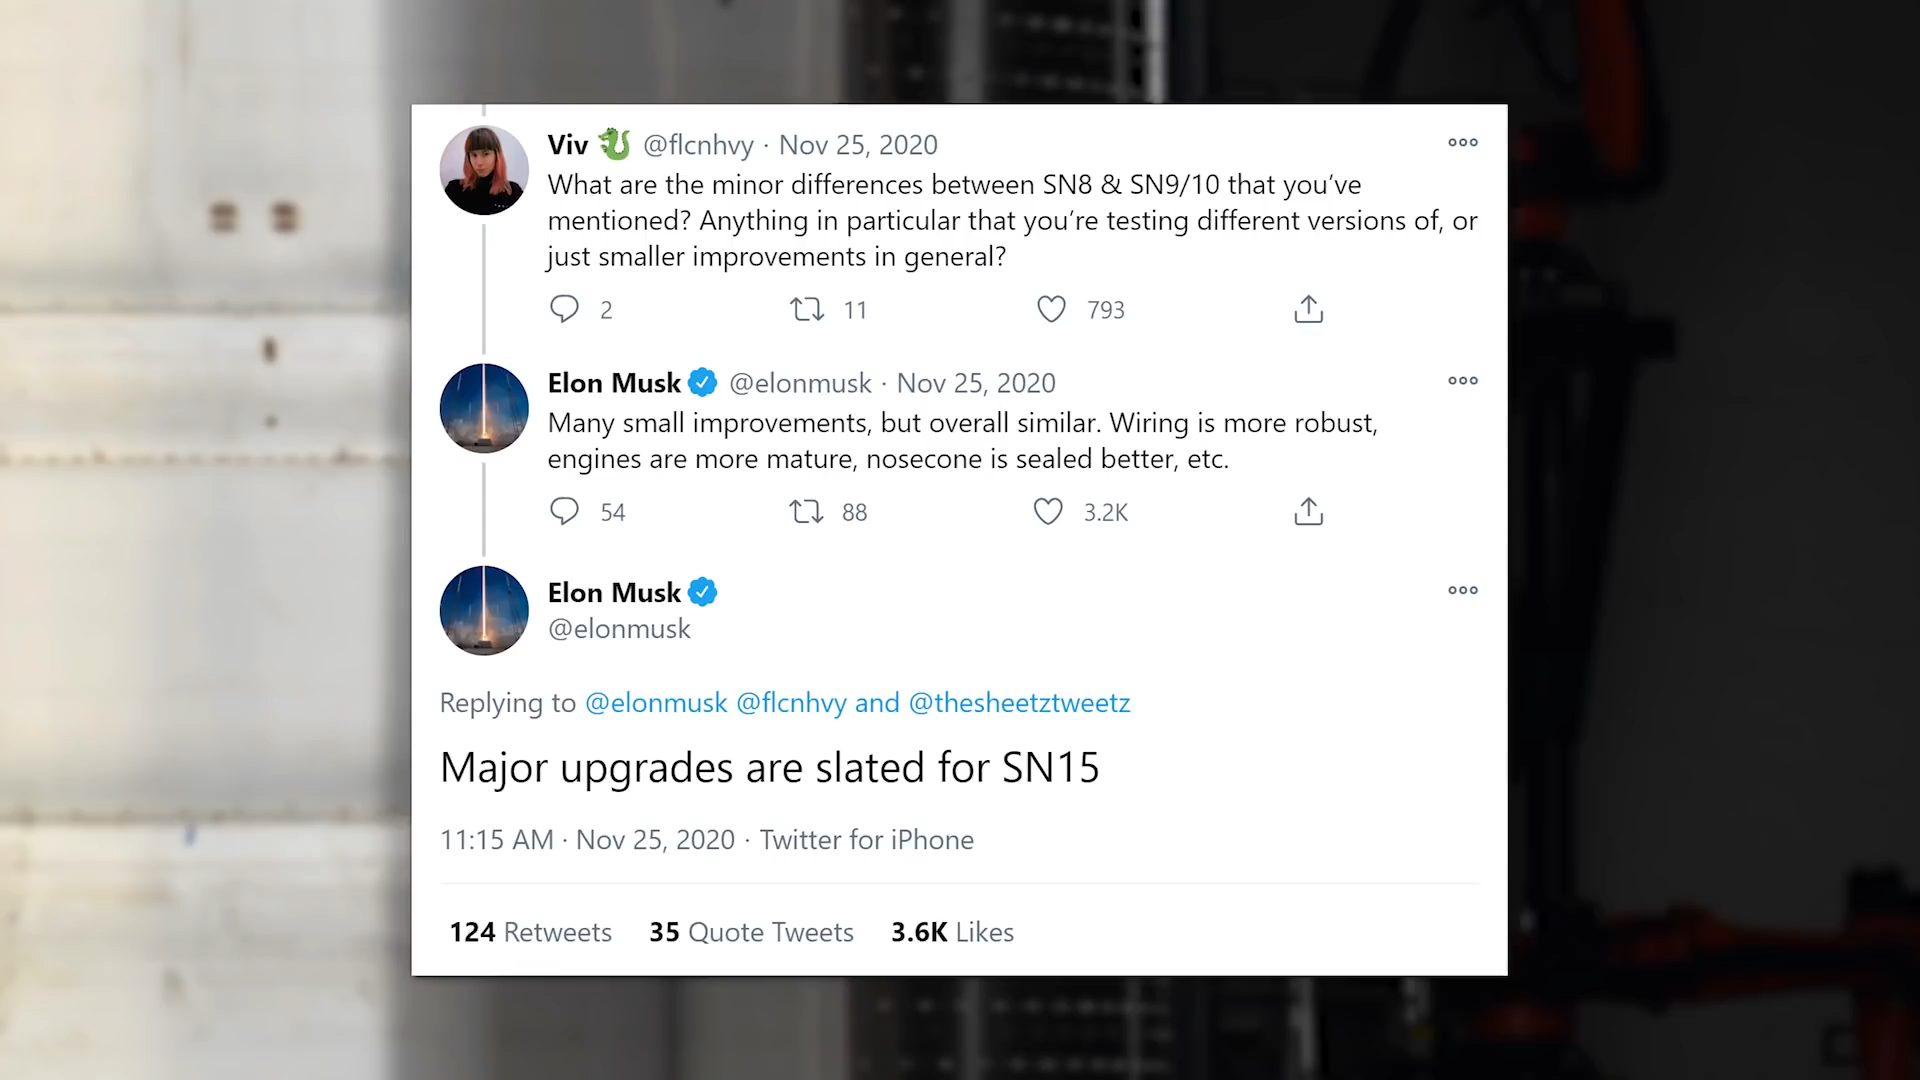 Viv 🐉 @flcnhvy · Nov 25, 2020
What are the minor differences between SN8 & SN9/10 that you’ve
mentioned? Anything in particular that you’re testing different versions of, or
just smaller improvements in general?
2 11 793
Elon Musk @elonmusk · Nov 25, 2020
Many small improvements, but overall similar. Wiring is more robust,
engines are more mature, nosecone is sealed better, etc.
54 88 3.2K
Elon Musk
@elonmusk
Replying to @elonmusk @flcnhvy and @thesheetztweetz
Major upgrades are slated for SN15
11:15 AM · Nov 25, 2020 · Twitter for iPhone
124 Retweets 35 Quote Tweets 3.6K Likes